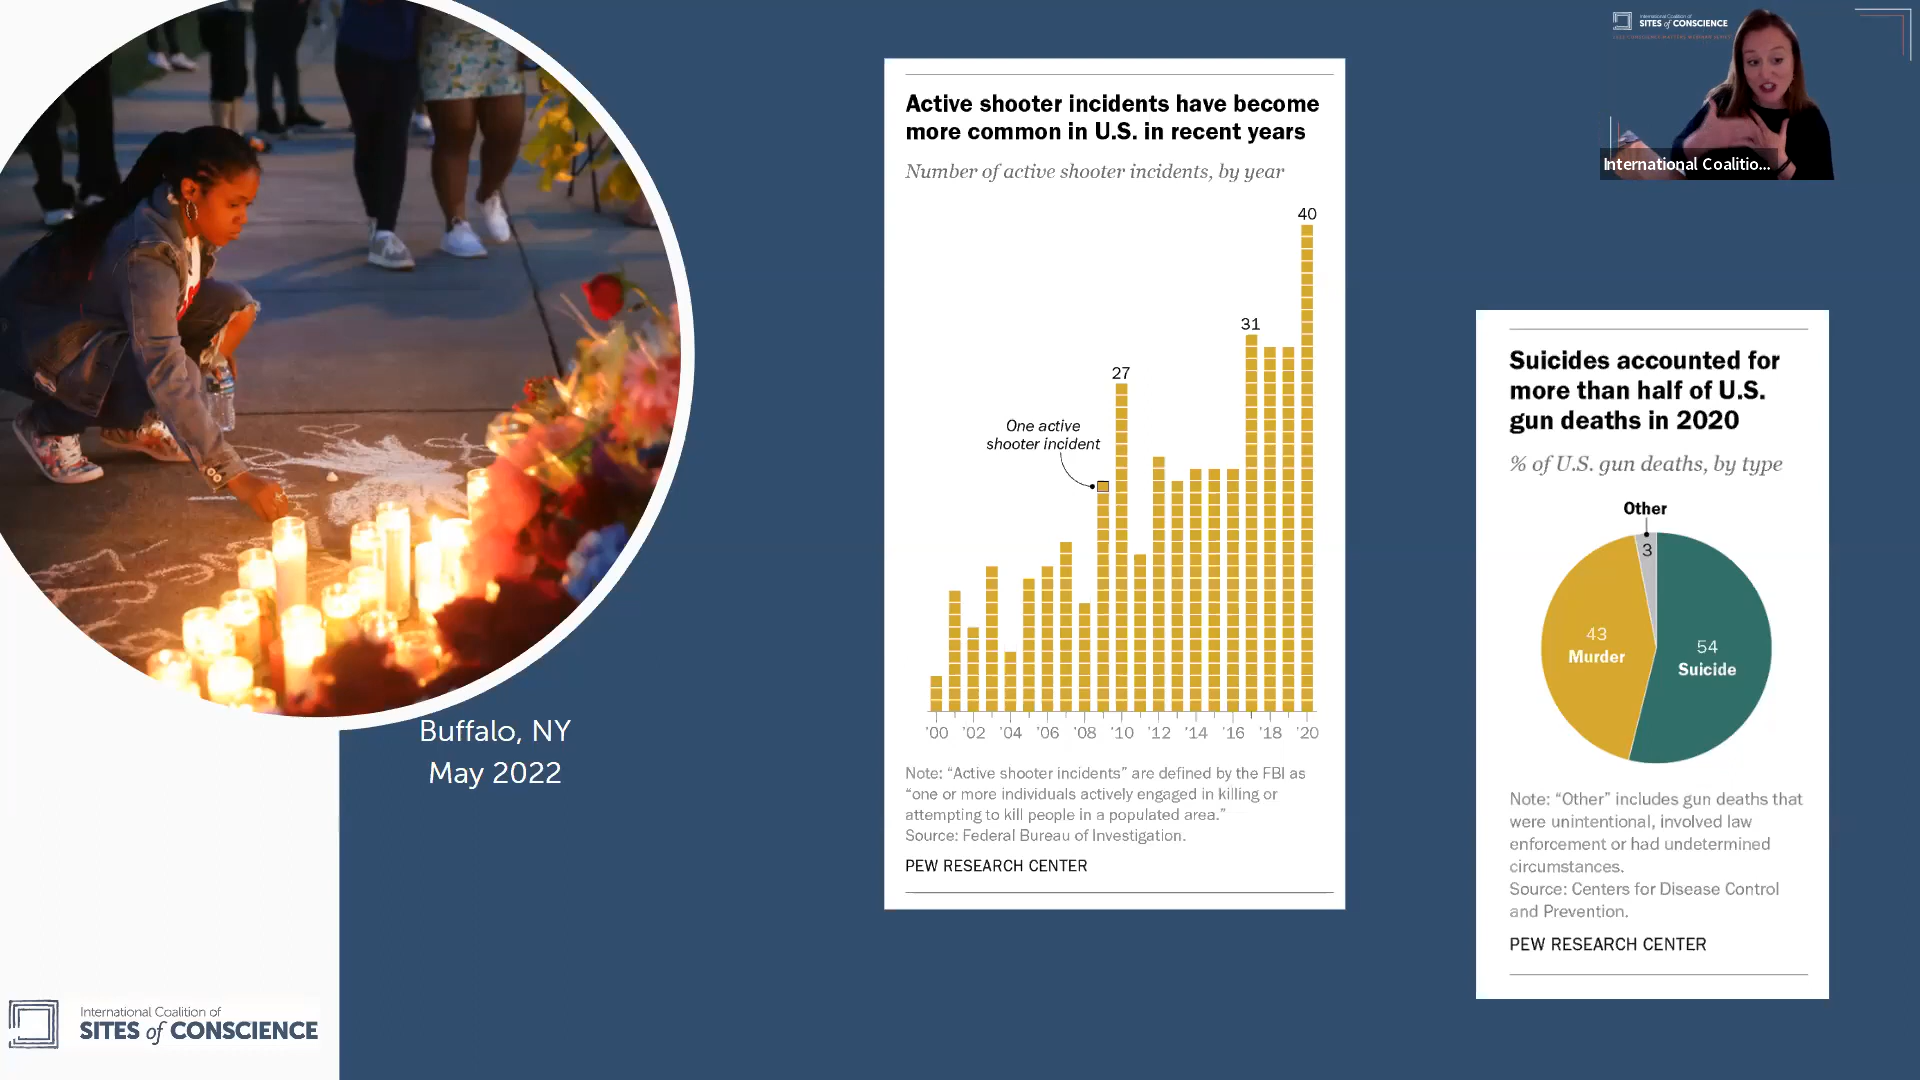 Buffalo, NY
May 2022
International Coalition of
SITES of CONSCIENCE
Active shooter incidents have become
more common in U.S. in recent years
Number of active shooter incidents, by year
40
31
27
One active
shooter incident
'00 '02 '04 '06 '08 '10 '12 '14 '16 '18 '20
Note: “Active shooter incidents” are defined by the FBI as
“one or more individuals actively engaged in killing or
attempting to kill people in a populated area.”
Source: Federal Bureau of Investigation.
PEW RESEARCH CENTER
International Coalition of
SITES of CONSCIENCE
International Coalitio...
Suicides accounted for
more than half of U.S.
gun deaths in 2020
% of U.S. gun deaths, by type
Other
3
43
Murder
54
Suicide
Note: “Other” includes gun deaths that
were unintentional, involved law
enforcement or had undetermined
circumstances.
Source: Centers for Disease Control
and Prevention.
PEW RESEARCH CENTER